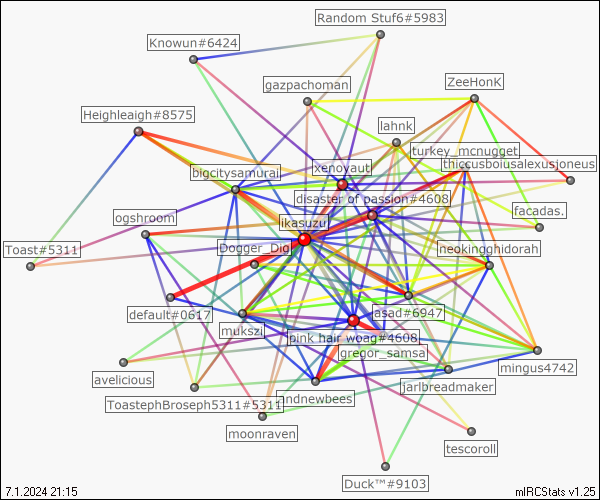 Random Stuf6#5983
Knowun#6424
gazpachoman
ZeeHonK
Heighleaigh#8575
lahnk
turkey_mcnugget
thiccusboiusalexusjoneus
xenoyaut
bigcitysamurai
disaster of passion#4608
ogshroom
ikasuzu
facadas.
Toast#5311
Dogger_Dig
neokingghidorah
default#0617
mukszi
asad#6947
pink hair woag#4608
gregor_samsa
mingus4742
avelicious
jarlbreadmaker
ToastephBroseph5311#5311
andnewbees
moonraven
tescoroll
Duck™#9103
7.1.2024 21:15
mIRCStats v1.25